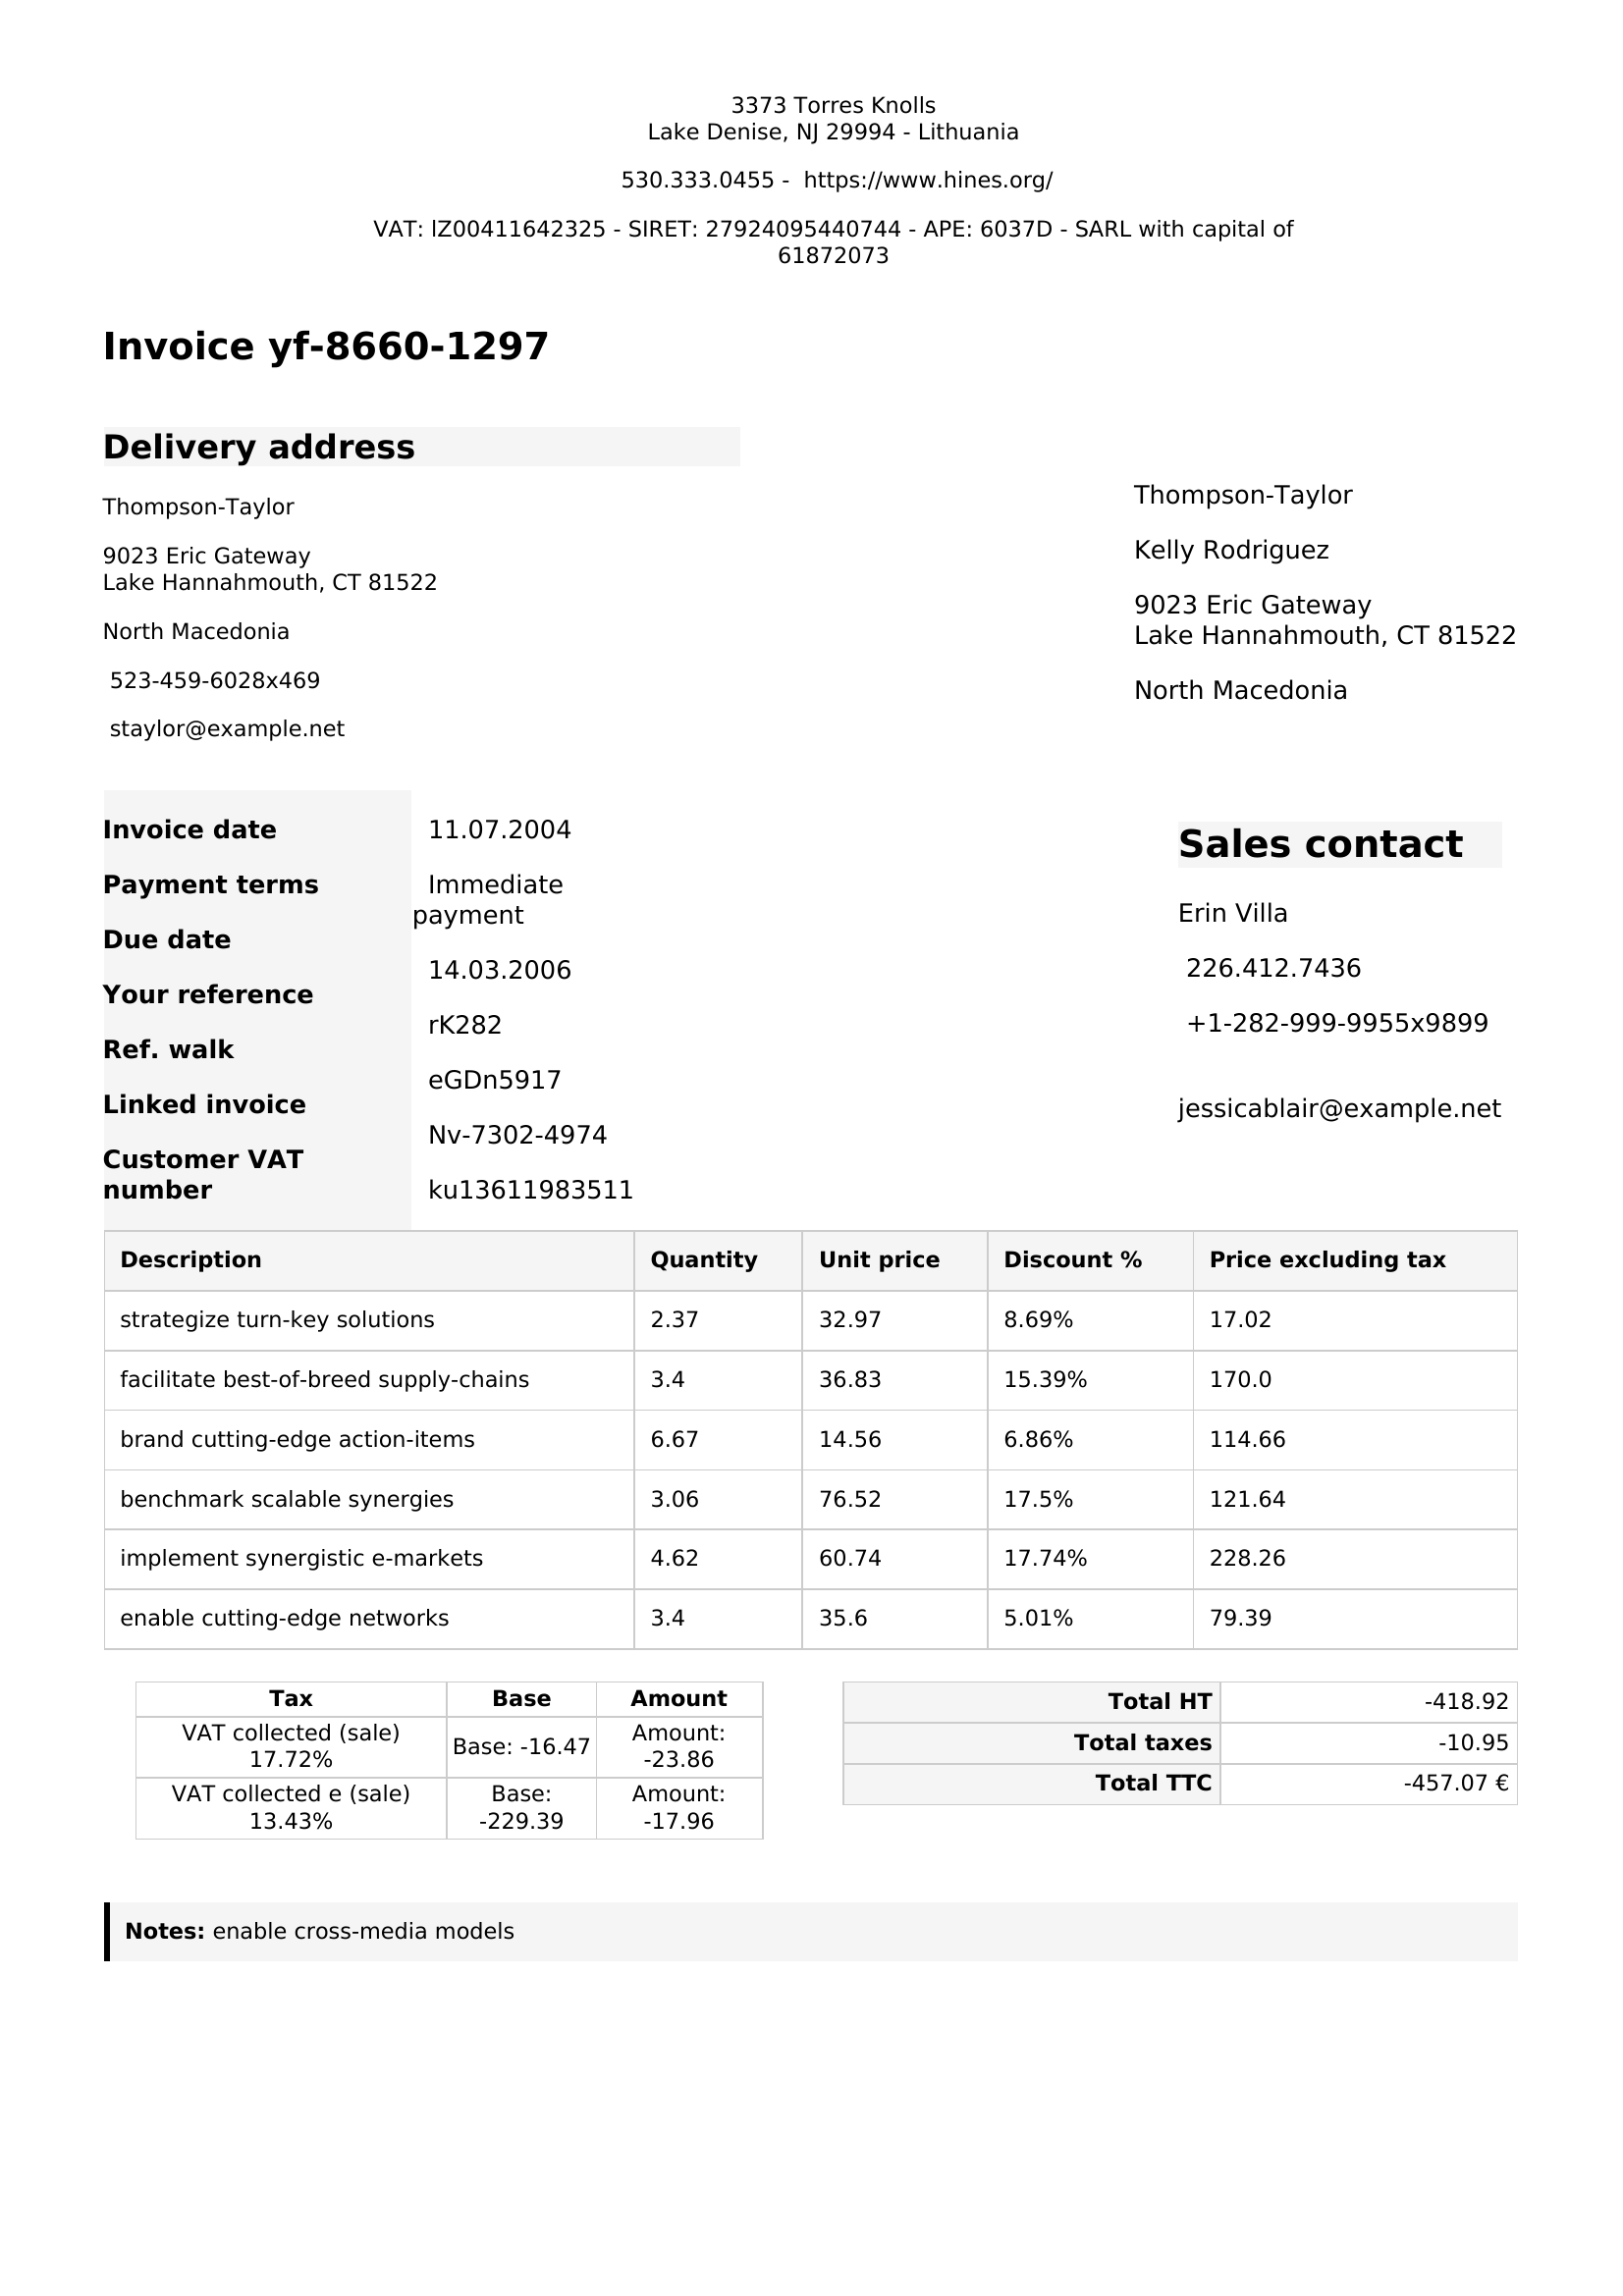 3373 Torres Knolls
Lake Denise, NJ 29994 - Lithuania
530.333.0455 - https://www.hines.org/
VAT: lZ00411642325 - SIRET: 27924095440744 - APE: 6037D - SARL with capital of
61872073
Invoice yf-8660-1297
Delivery address
Thompson-Taylor
9023 Eric Gateway
Lake Hannahmouth, CT 81522
North Macedonia
523-459-6028x469
staylor@example.net
Thompson-Taylor
Kelly Rodriguez
9023 Eric Gateway
Lake Hannahmouth, CT 81522
North Macedonia
Invoice date
Payment terms
Due date
Your reference
Ref. walk
Linked invoice
Customer VAT
number
11.07.2004
Immediate
payment
14.03.2006
rK282
eGDn5917
Nv-7302-4974
ku13611983511
Sales contact
Erin Villa
226.412.7436
+1-282-999-9955x9899
jessicablair@example.net
Description Quantity Unit price Discount % Price excluding tax
strategize turn-key solutions 2.37 32.97 8.69% 17.02
facilitate best-of-breed supply-chains 3.4 36.83 15.39% 170.0
brand cutting-edge action-items 6.67 14.56 6.86% 114.66
benchmark scalable synergies 3.06 76.52 17.5% 121.64
implement synergistic e-markets 4.62 60.74 17.74% 228.26
enable cutting-edge networks 3.4 35.6 5.01% 79.39
Tax Base Amount
VAT collected (sale)
17.72%
Base: -16.47
Amount:
-23.86
VAT collected e (sale)
13.43%
Base:
-229.39
Amount:
-17.96
Total HT -418.92
Total taxes -10.95
Total TTC -457.07 €
Notes: enable cross-media models